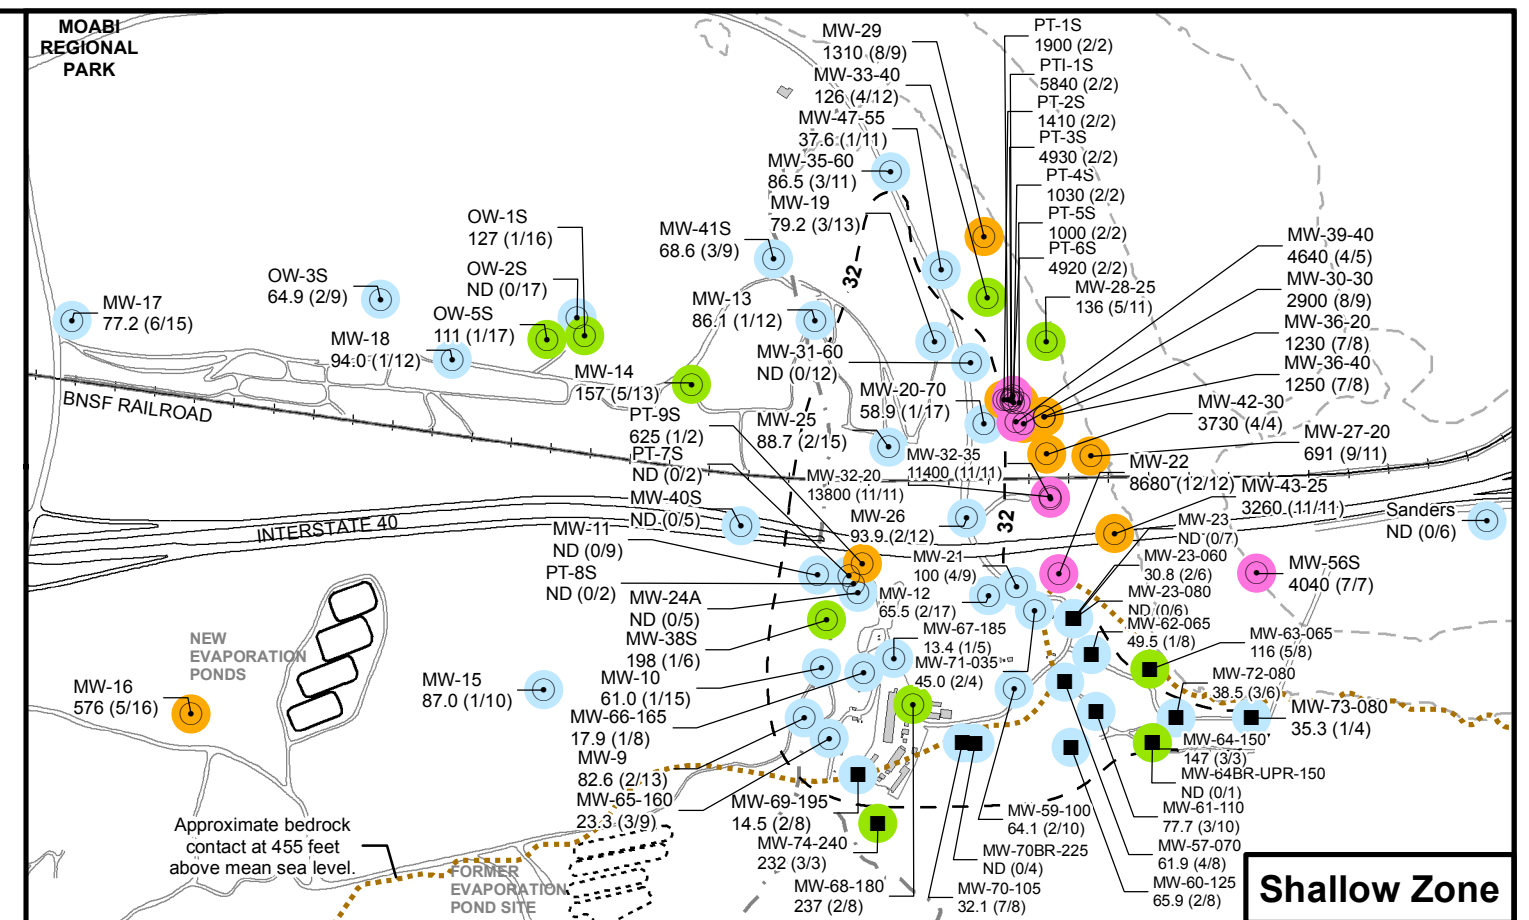 MOABI
REGIONAL
PARK
MW-29
1310 (8/9)
MW-33-40
126 (4/12)
MW-47-55
37.6 (1/11)
MW-35-60
86.5 (3/11)
MW-19
79.2 (3/13)
PT-1S
1900 (2/2)
PTI-1S
5840 (2/2)
PT-2S
1410 (2/2)
PT-3S
4930 (2/2)
PT-4S
1030 (2/2)
PT-5S
1000 (2/2)
PT-6S
4920 (2/2)
MW-28-25
136 (5/11)
MW-39-40
4640 (4/5)
MW-30-30
2900 (8/9)
MW-36-20
1230 (7/8)
MW-36-40
1250 (7/8)
MW-42-30
3730 (4/4)
MW-27-20
691 (9/11)
MW-22
8680 (12/12)
MW-43-25
3260 (11/11)
Sanders
ND (0/6)
OW-1S
127 (1/16)
OW-2S
ND (0/17)
OW-5S
111 (1/17)
OW-3S
64.9 (2/9)
MW-17
77.2 (6/15)
MW-18
94.0 (1/12)
MW-41S
68.6 (3/9)
MW-13
86.1 (1/12)
32
MW-31-60
ND (0/12)
MW-14
157 (5/13)
MW-20-70
58.9 (1/17)
MW-25
88.7 (2/15)
BNSF RAILROAD
PT-9S
625 (1/2)
PT-7S
ND (0/2)
MW-32-35
11400 (11/11)
MW-32-20
13800 (11/11)
MW-40S
ND (0/5)
MW-26
93.9 (2/12)
32
INTERSTATE 40
MW-11
ND (0/9)
PT-8S
ND (0/2)
MW-21
100 (4/9)
MW-23
ND (0/7)
MW-23-060
30.8 (2/6)
MW-23-080
ND (0/6)
MW-56S
4040 (7/7)
MW-24A
ND (0/5)
MW-12
65.5 (2/17)
MW-62-065
49.5 (1/8)
MW-63-065
116 (5/8)
MW-38S
198 (1/6)
MW-67-185
13.4 (1/5)
MW-71-035
45.0 (2/4)
NEW
EVAPORATION
PONDS
MW-16
576 (5/16)
MW-15
87.0 (1/10)
MW-10
61.0 (1/15)
MW-72-080
38.5 (3/6)
MW-73-080
35.3 (1/4)
MW-66-165
17.9 (1/8)
MW-64-150
147 (3/3)
MW-9
82.6 (2/13)
MW-64BR-UPR-150
ND (0/1)
MW-65-160
23.3 (3/9)
MW-69-195
14.5 (2/8)
MW-59-100
64.1 (2/10)
MW-61-110
77.7 (3/10)
MW-74-240
232 (3/3)
MW-70BR-225
ND (0/4)
MW-57-070
61.9 (4/8)
MW-68-180
237 (2/8)
MW-70-105
32.1 (7/8)
MW-60-125
65.9 (2/8)
Approximate bedrock
contact at 455 feet
above mean sea level.
FORMER
EVAPORATION
POND SITE
Shallow Zone